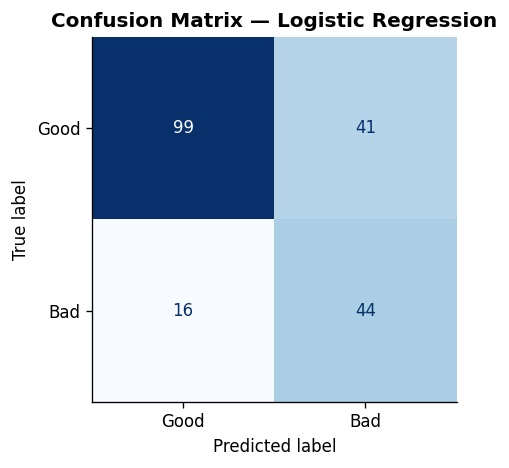 Confusion Matrix — Logistic Regression
True label
Good
99
41
Bad
16
44
Good
Bad
Predicted label